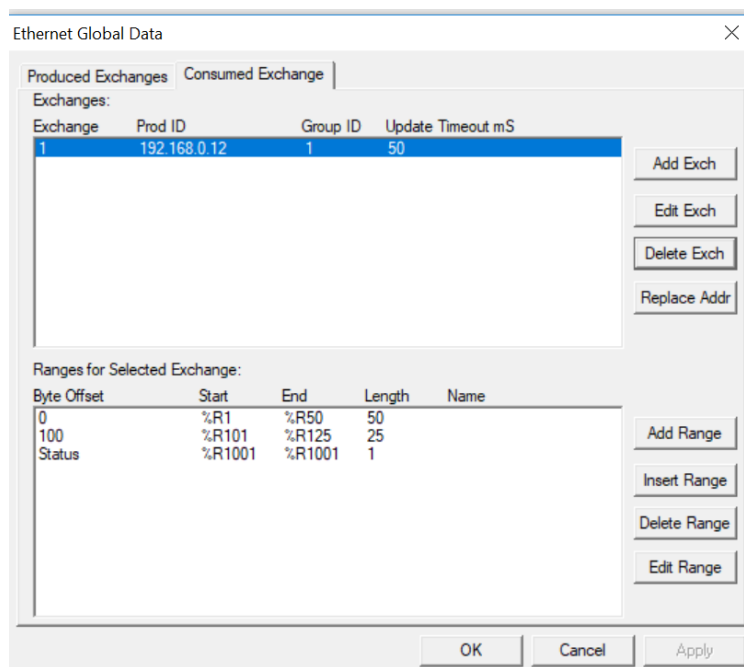 Ethernet Global Data
Produced Exchanges Consumed Exchange
Exchanges:
Exchange Prod ID Group ID Update Timeout mS
1 192.168.0.12 1 50
Add Exch
Edit Exch
Delete Exch
Replace Addr
Ranges for Selected Exchange:
Byte Offset Start End Length Name
0 %R1 %R50 50
100 %R101 %R125 25
Status %R1001 %R1001 1
Add Range
Insert Range
Delete Range
Edit Range
OK Cancel Apply